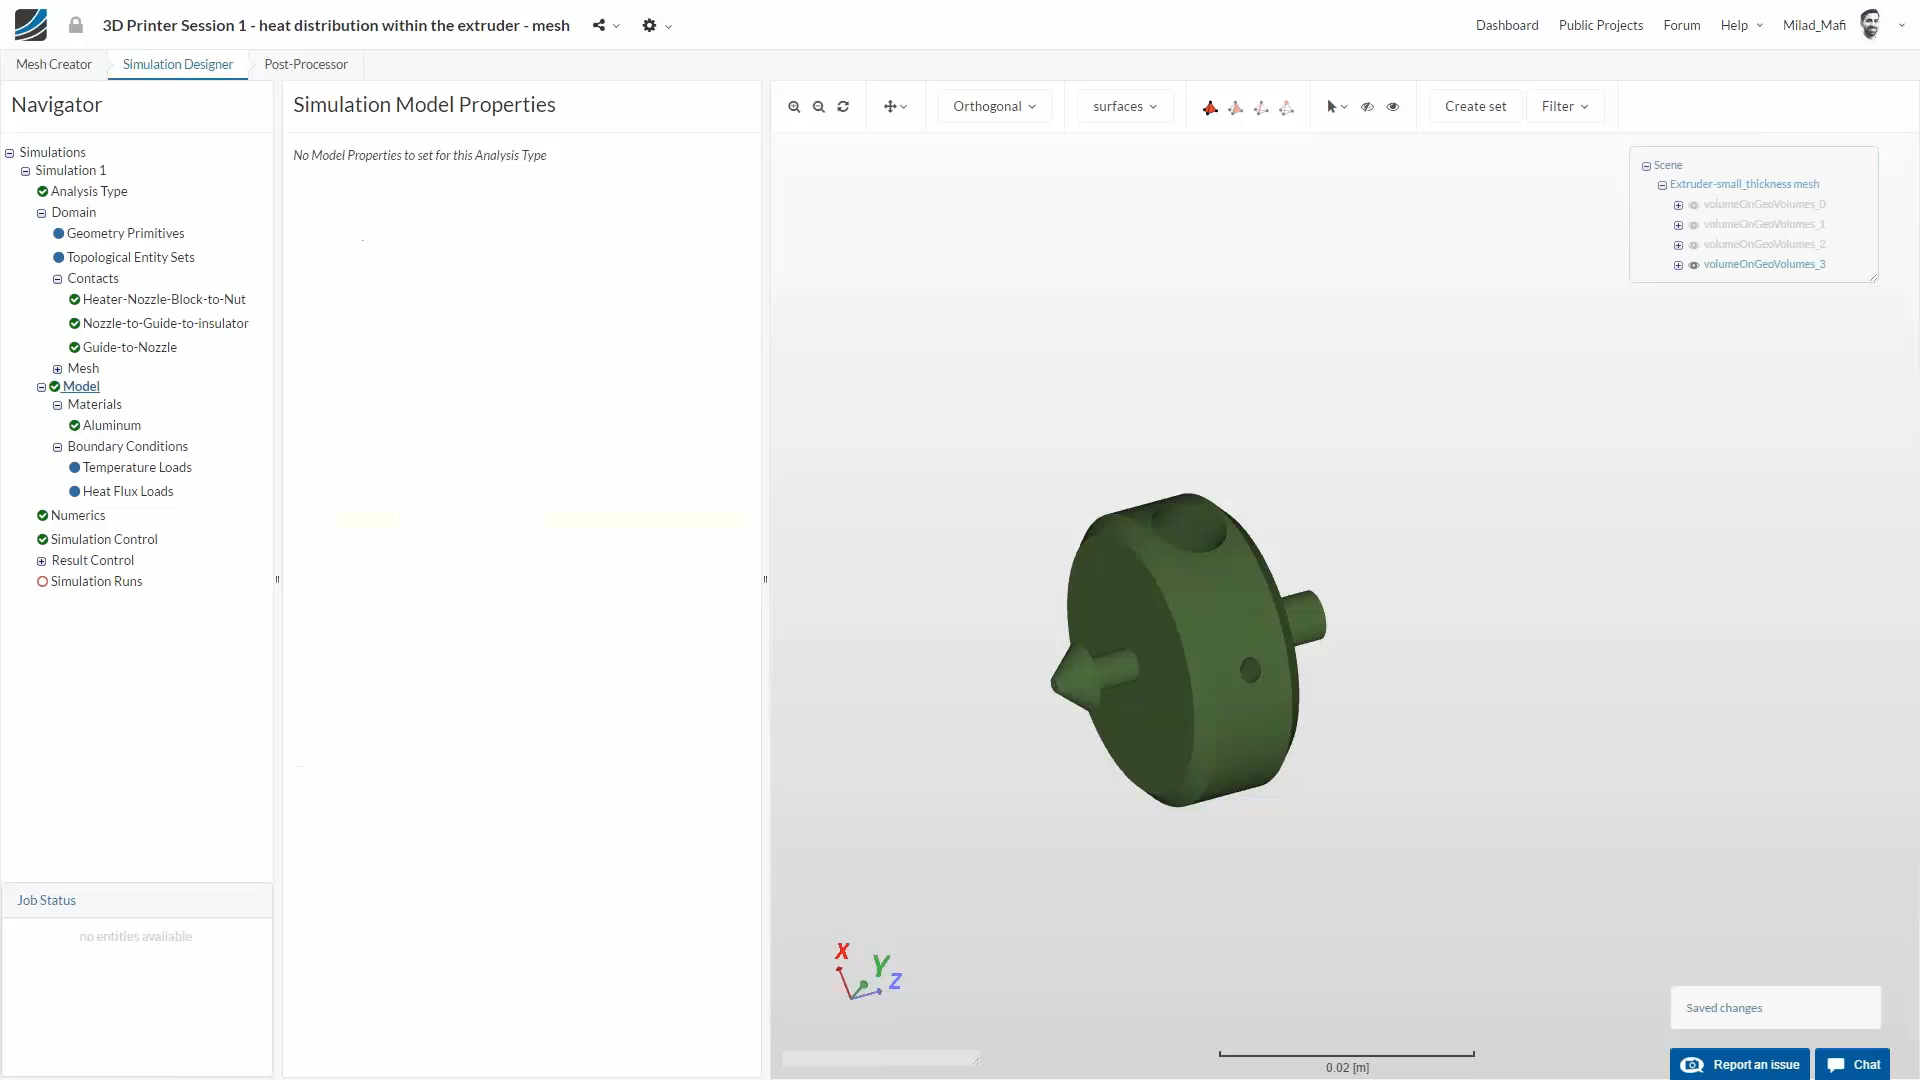 3D Printer Session 1 - heat distribution within the extruder - mesh
Dashboard
Public Projects
Forum
Help
Milad_Mafi
Mesh Creator
Simulation Designer
Post-Processor
Navigator
Simulations
Simulation 1
Analysis Type
Domain
Geometry Primitives
Topological Entity Sets
Contacts
Heater-Nozzle-Block-to-Nut
Nozzle-to-Guide-to-insulator
Guide-to-Nozzle
Mesh
Model
Materials
Aluminum
Boundary Conditions
Temperature Loads
Heat Flux Loads
Numerics
Simulation Control
Result Control
Simulation Runs
Job Status
no entities available
Simulation Model Properties
No Model Properties to set for this Analysis Type
Orthogonal
surfaces
Create set
Filter
Scene
Extruder-small_thickness mesh
volumeOnGeoVolumes_0
volumeOnGeoVolumes_1
volumeOnGeoVolumes_2
volumeOnGeoVolumes_3
X
Y
Z
0.02 [m]
Saved changes
Report an issue
Chat